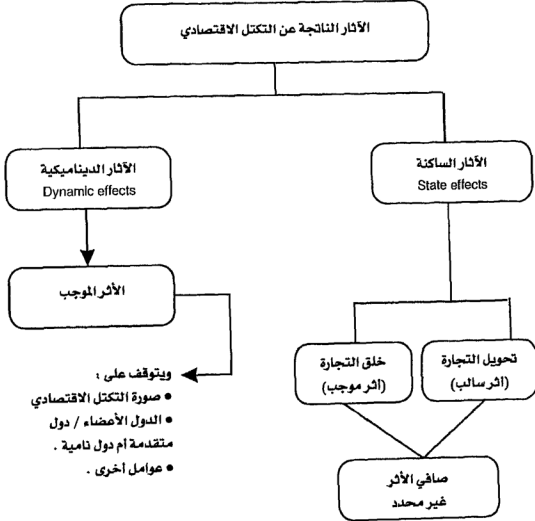 الآثار الناتجة عن التكتل الاقتصادي
الآثار الساكنة
State effects
الآثار الديناميكية
Dynamic effects
الأثر الموجب
تحويل التجارة
(أثر سالب)
خلق التجارة
(أثر موجب)
ويتوقف على :
• صورة التكتل الاقتصادي
• الدول الأعضاء / دول
متقدمة أم دول نامية .
• عوامل أخرى .
صافي الأثر
غير محدد